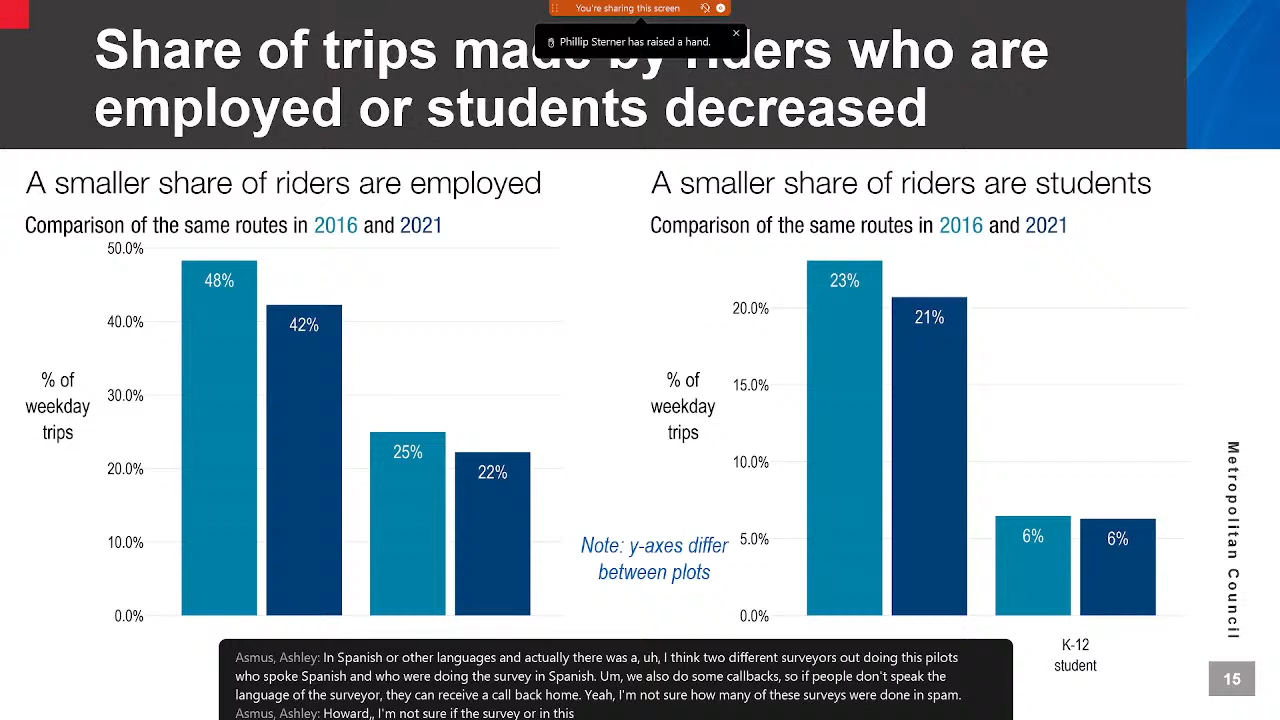 You're sharing this screen
Phillip Sterner has raised a hand.
Share of trips made by riders who are
employed or students decreased
A smaller share of riders are employed
Comparison of the same routes in 2016 and 2021
50.0%
40.0%
30.0%
20.0%
10.0%
0.0%
% of
weekday
trips
48%
42%
25%
22%
A smaller share of riders are students
Comparison of the same routes in 2016 and 2021
20.0%
15.0%
10.0%
5.0%
0.0%
% of
weekday
trips
23%
21%
6%
6%
K-12
student
Note: y-axes differ
between plots
Metropolitan Council
15
Asmus, Ashley: In Spanish or other languages and actually there was a, uh, I think two different surveyors out doing this pilots
who spoke Spanish and who were doing the survey in Spanish. Um, we also do some callbacks, so if people don't speak the
language of the surveyor, they can receive a call back home. Yeah, I'm not sure how many of these surveys were done in spam.
Asmus, Ashley: Howard,, I'm not sure if the survey or in this